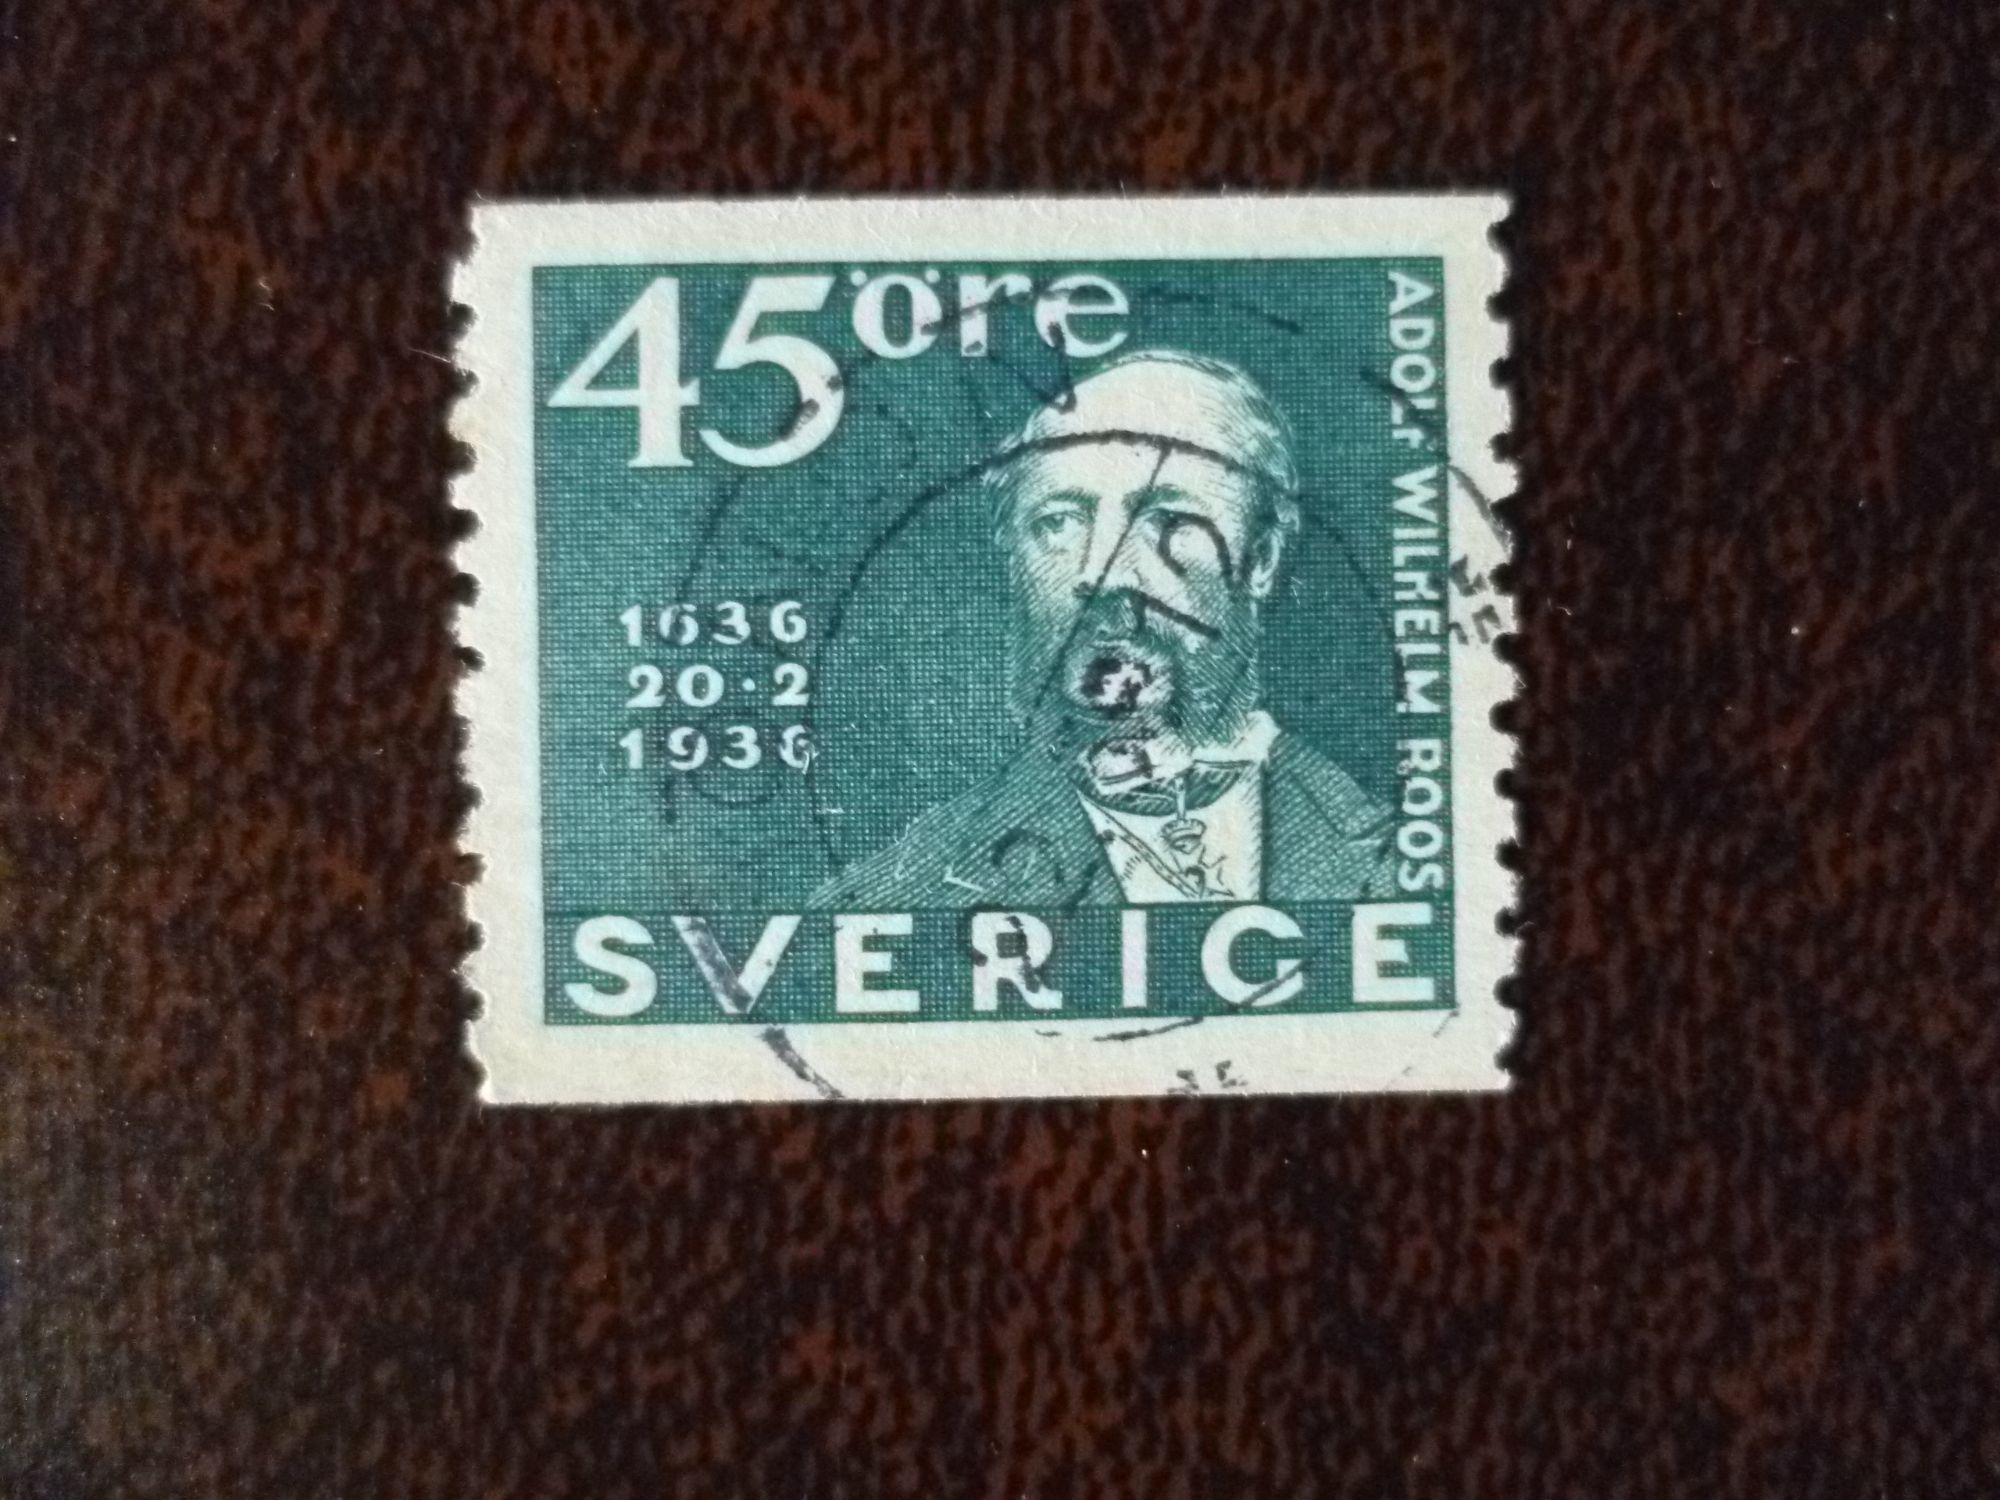 45 öre
1636
20·2
1936
ADOLF WILHELM ROOS
SVERIGE